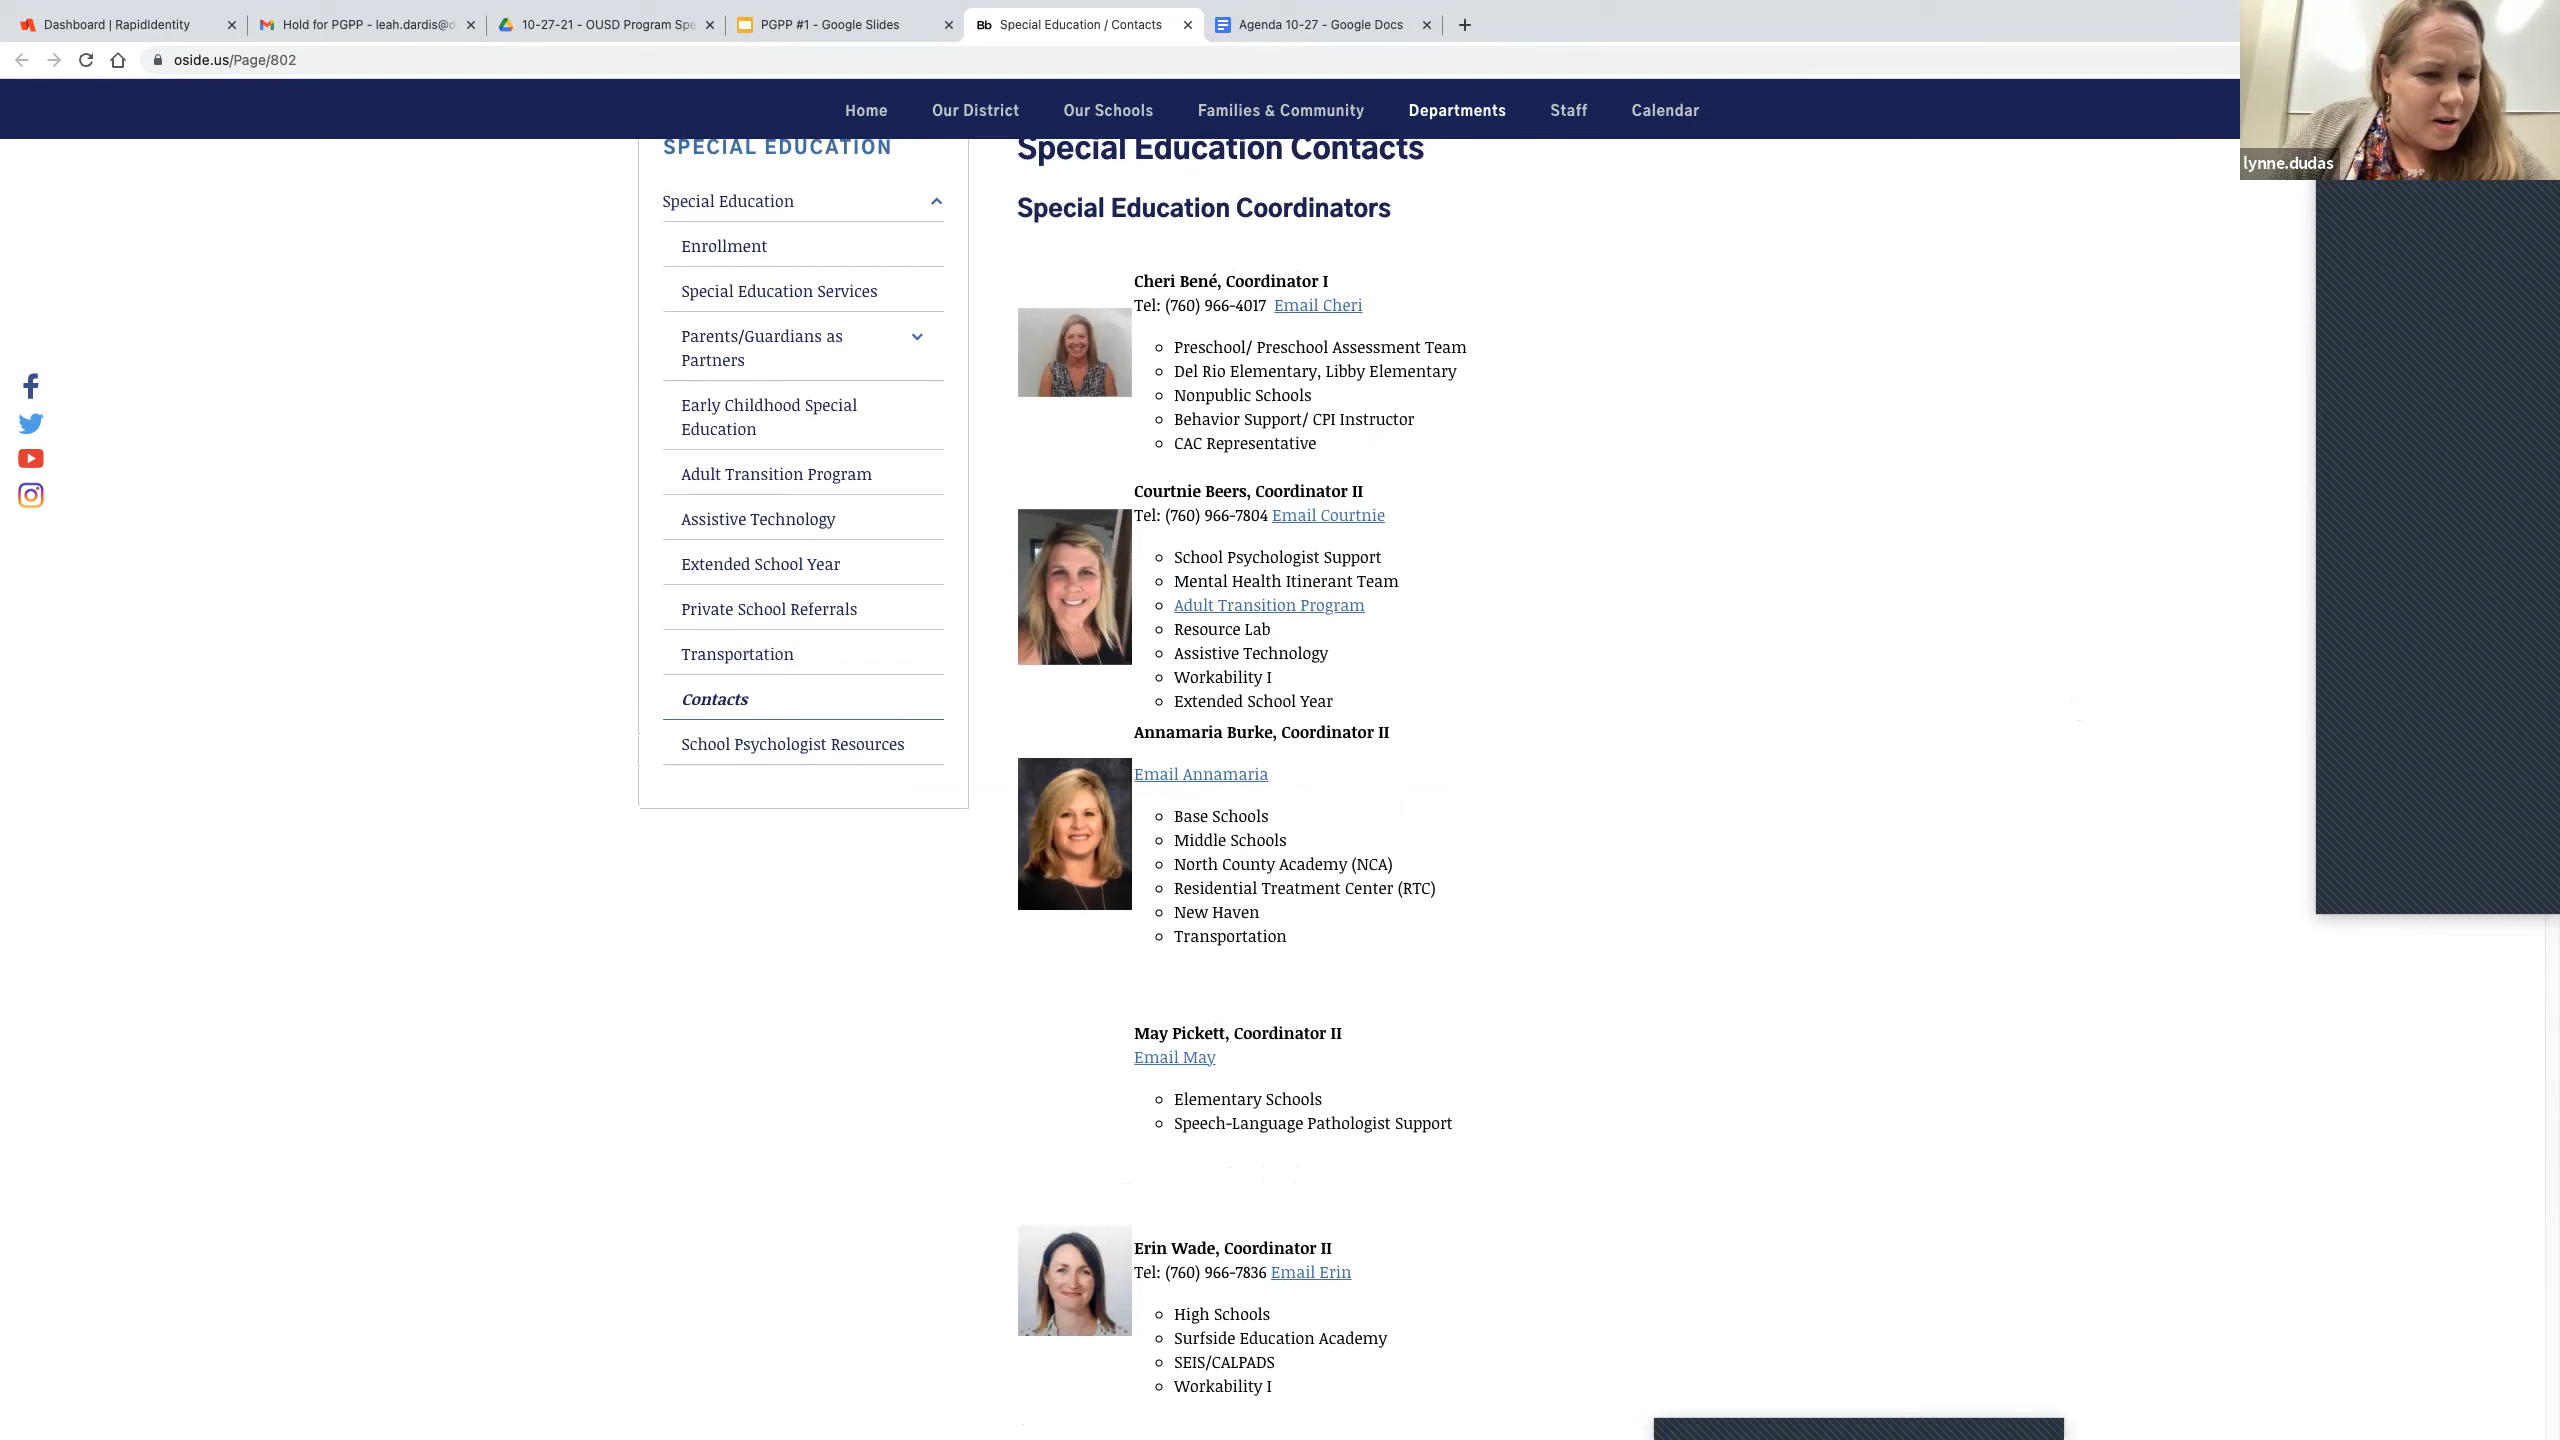 Dashboard | RapidIdentity
Hold for PGPP - leah.dardis@o
10-27-21 - OUSD Program Spe
PGPP #1 - Google Slides
Bb Special Education / Contacts
Agenda 10-27 - Google Docs
oside.us/Page/802
Home Our District Our Schools Families & Community Departments Staff Calendar
lynne.dudas
SPECIAL EDUCATION
Special Education
Enrollment
Special Education Services
Parents/Guardians as
Partners
Early Childhood Special
Education
Adult Transition Program
Assistive Technology
Extended School Year
Private School Referrals
Transportation
Contacts
School Psychologist Resources
Special Education Contacts
Special Education Coordinators
Cheri Bené, Coordinator I
Tel: (760) 966-4017 Email Cheri
Preschool/ Preschool Assessment Team
Del Rio Elementary, Libby Elementary
Nonpublic Schools
Behavior Support/ CPI Instructor
CAC Representative
Courtnie Beers, Coordinator II
Tel: (760) 966-7804 Email Courtnie
School Psychologist Support
Mental Health Itinerant Team
Adult Transition Program
Resource Lab
Assistive Technology
Workability I
Extended School Year
Annamaria Burke, Coordinator II
Email Annamaria
Base Schools
Middle Schools
North County Academy (NCA)
Residential Treatment Center (RTC)
New Haven
Transportation
May Pickett, Coordinator II
Email May
Elementary Schools
Speech-Language Pathologist Support
Erin Wade, Coordinator II
Tel: (760) 966-7836 Email Erin
High Schools
Surfside Education Academy
SEIS/CALPADS
Workability I